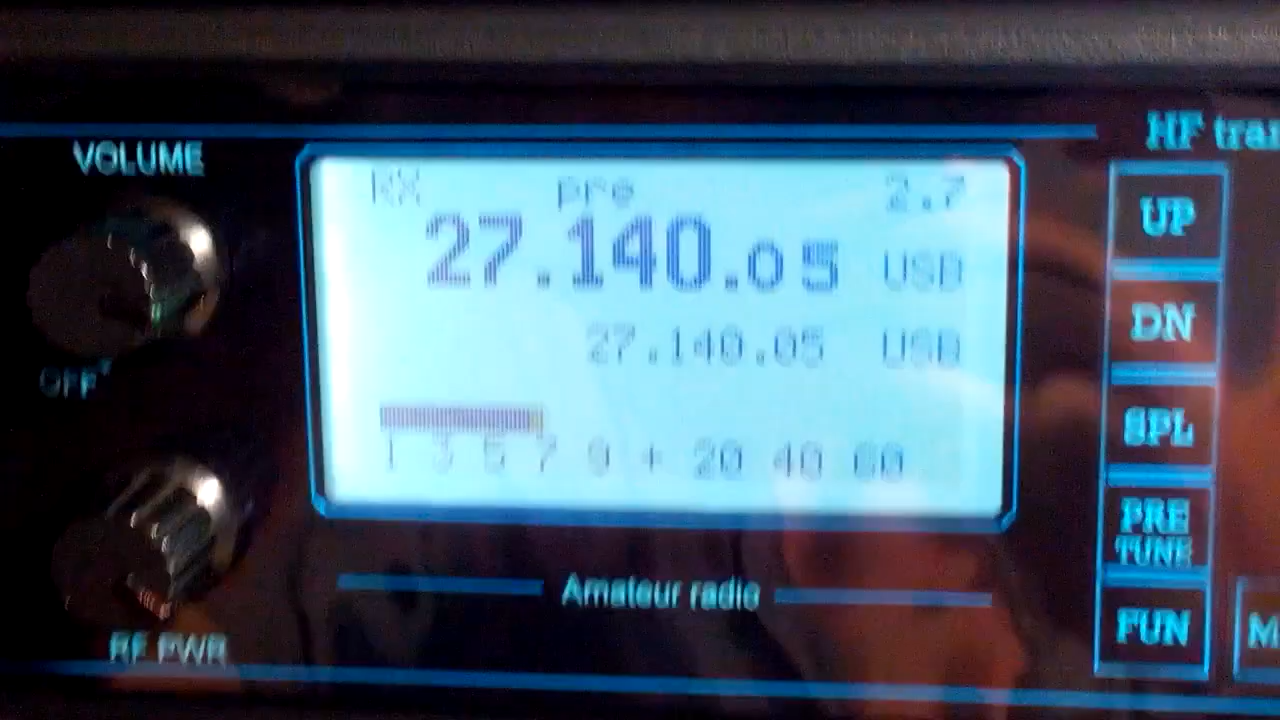 HF tra
VOLUME
RX pre 2.7
27.140.05 USB
27.140.05 USB
1 3 5 7 9 + 20 40 60
OFF
RF PWR
Amateur radio
UP
DN
SPL
PRE
TUNE
FUN
M